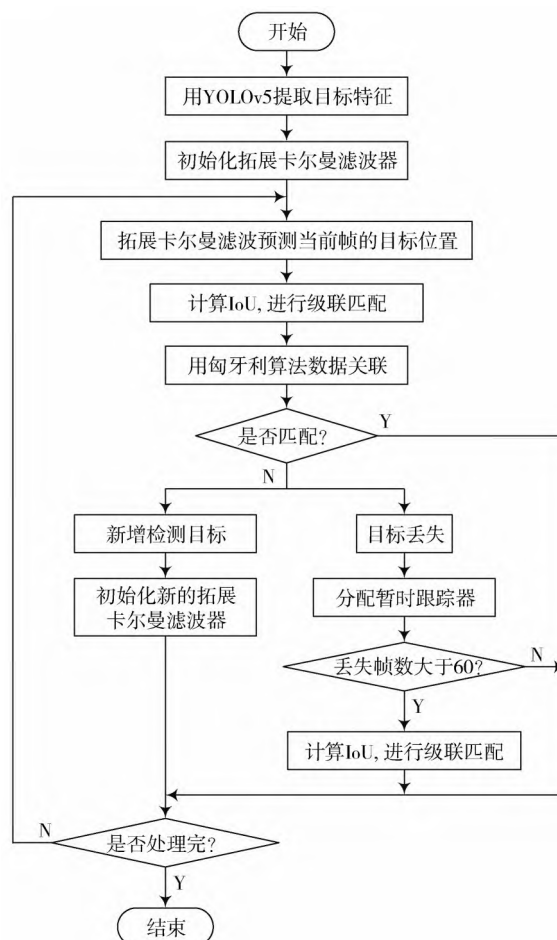 开始
用YOLOv5提取目标特征
初始化拓展卡尔曼滤波器
拓展卡尔曼滤波预测当前帧的目标位置
计算IoU, 进行级联匹配
用匈牙利算法数据关联
是否匹配?
Y
N
新增检测目标
目标丢失
初始化新的拓展
卡尔曼滤波器
分配暂时跟踪器
丢失帧数大于60?
N
Y
计算IoU, 进行级联匹配
N
是否处理完?
Y
结束